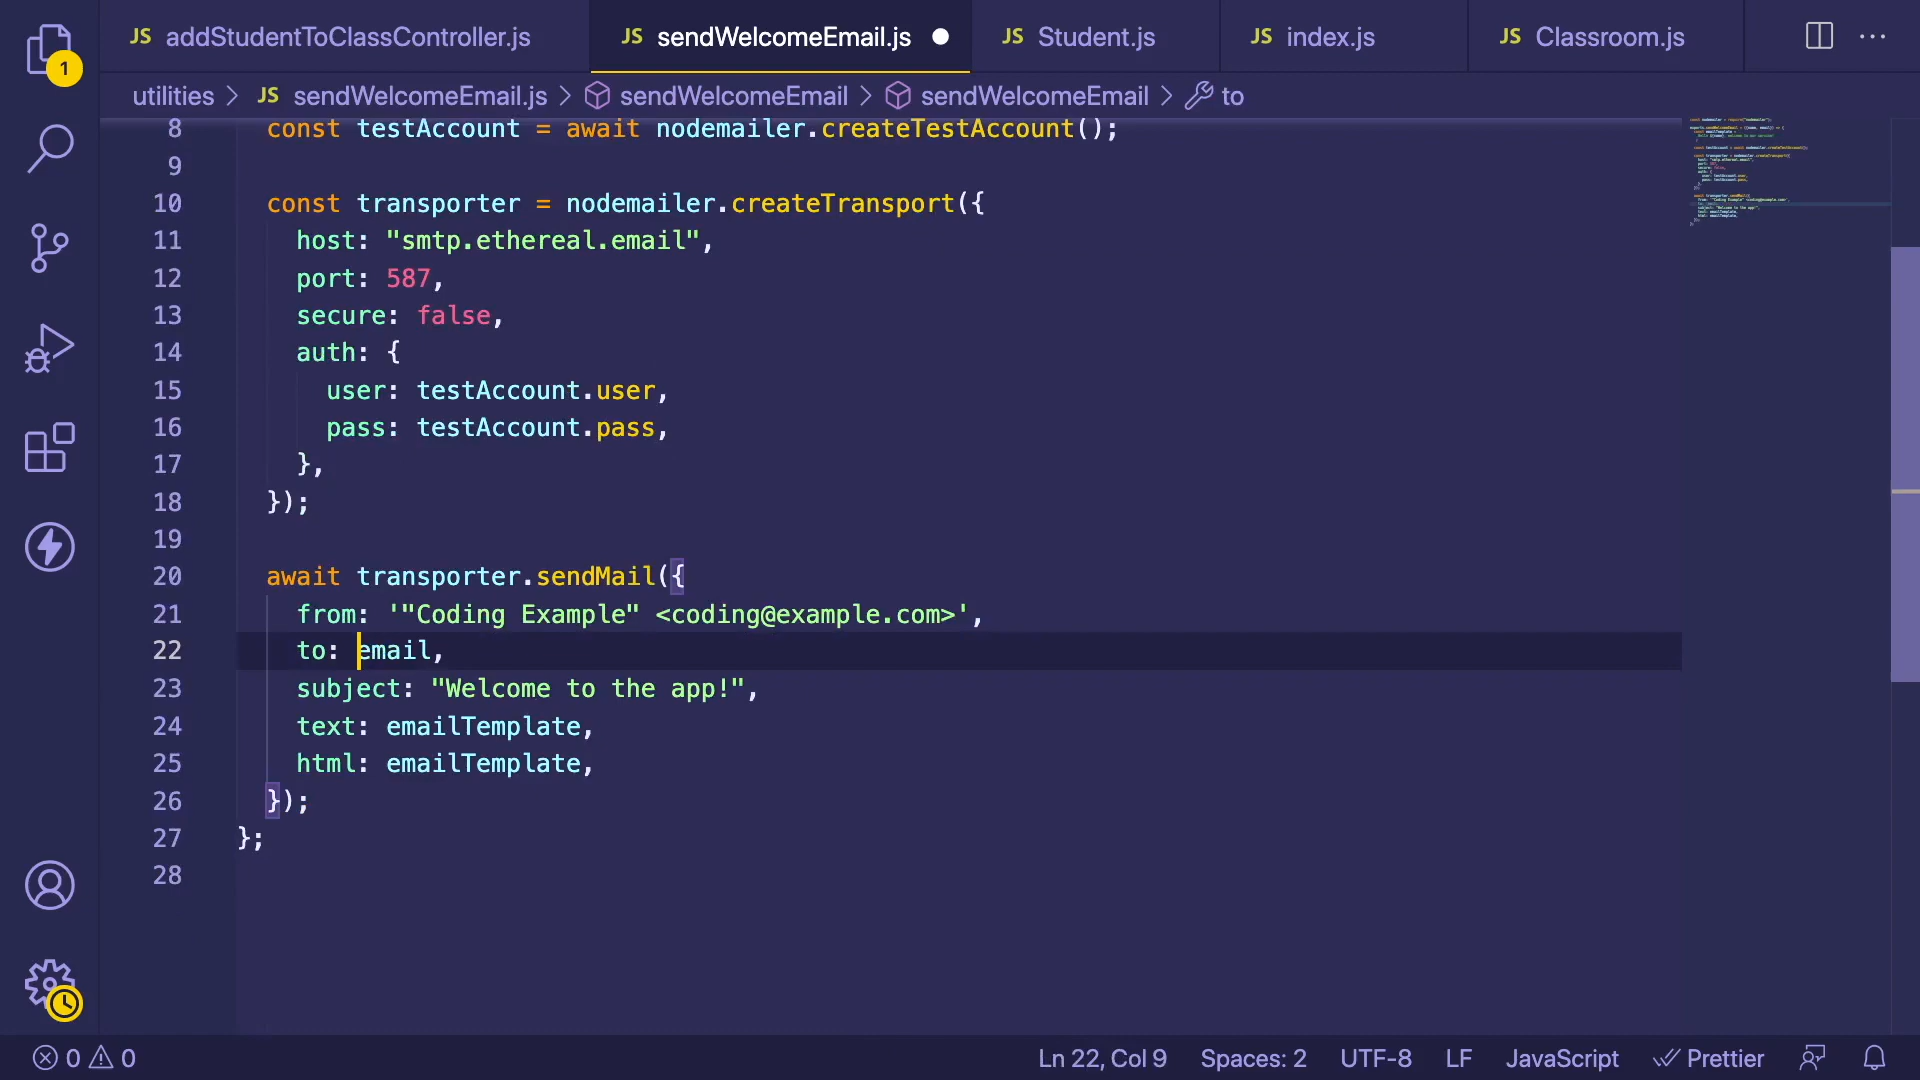 1
JS addStudentToClassController.js
JS sendWelcomeEmail.js
JS Student.js
JS index.js
JS Classroom.js
utilities > JS sendWelcomeEmail.js > sendWelcomeEmail > sendWelcomeEmail > to
8 const testAccount = await nodemailer.createTestAccount();
9
10 const transporter = nodemailer.createTransport({
11 host: "smtp.ethereal.email",
12 port: 587,
13 secure: false,
14 auth: {
15 user: testAccount.user,
16 pass: testAccount.pass,
17 },
18 });
19
20 await transporter.sendMail({
21 from: '"Coding Example" <coding@example.com>',
22 to: email,
23 subject: "Welcome to the app!",
24 text: emailTemplate,
25 html: emailTemplate,
26 });
27 };
28
0 0
Ln 22, Col 9 Spaces: 2 UTF-8 LF JavaScript Prettier